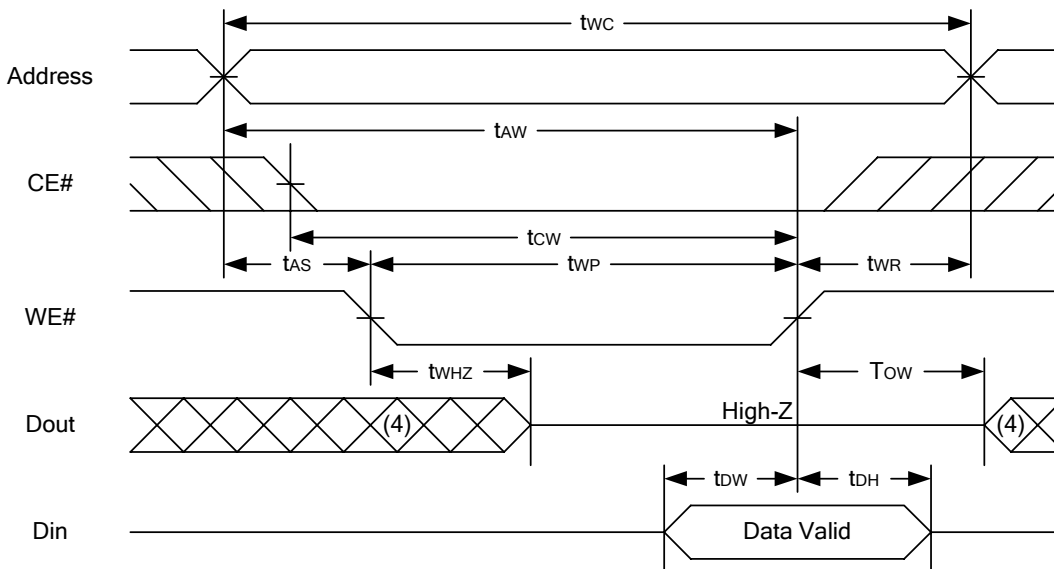 tWC
Address
tAW
CE#
tCW
tAS tWP tWR
WE#
tWHZ TOW
Dout (4) High-Z (4)
tDW tDH
Din Data Valid